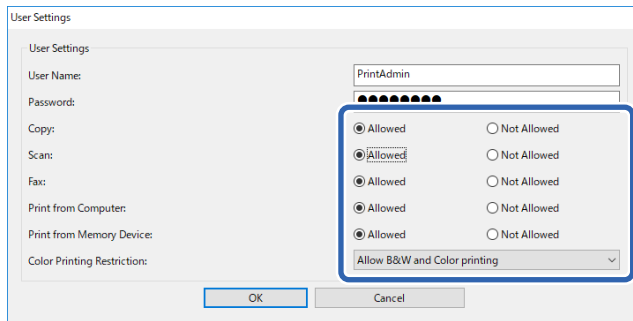 User Settings
User Settings
User Name: PrintAdmin
Password: ●●●●●●●●
Copy: Allowed Not Allowed
Scan: Allowed Not Allowed
Fax: Allowed Not Allowed
Print from Computer: Allowed Not Allowed
Print from Memory Device: Allowed Not Allowed
Color Printing Restriction: Allow B&W and Color printing
OK Cancel